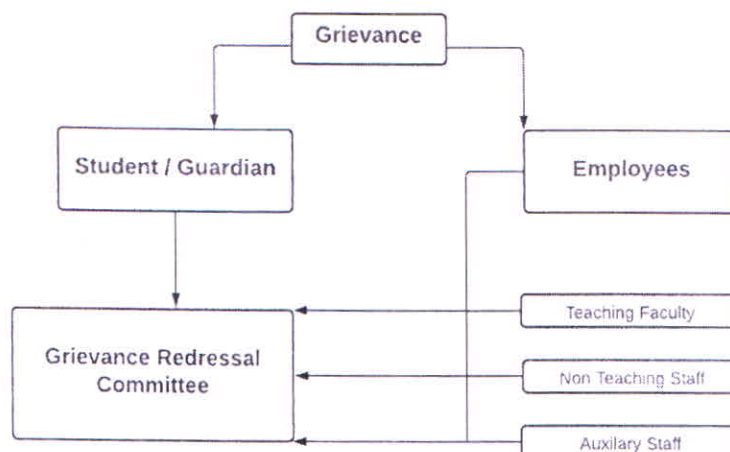 Grievance
Student / Guardian
Employees
Teaching Faculty
Grievance Redressal
Committee
Non Teaching Staff
Auxilary Staff